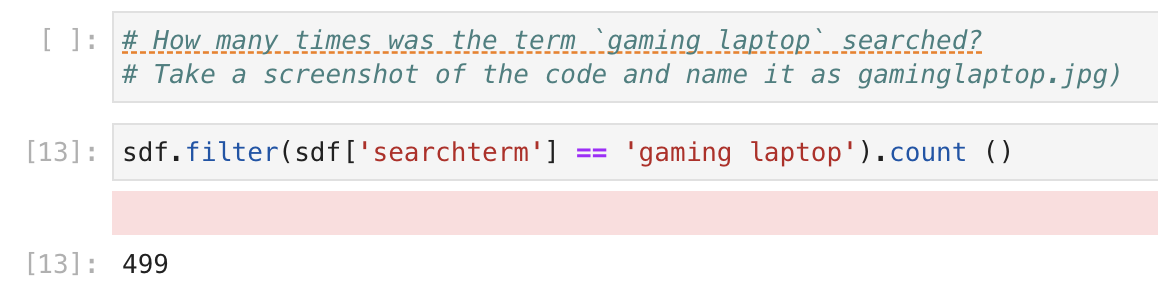 [ ]: # How many times was the term `gaming laptop` searched?
# Take a screenshot of the code and name it as gaminglaptop.jpg)
[13]: sdf.filter(sdf['searchterm'] == 'gaming laptop').count ()
[13]: 499